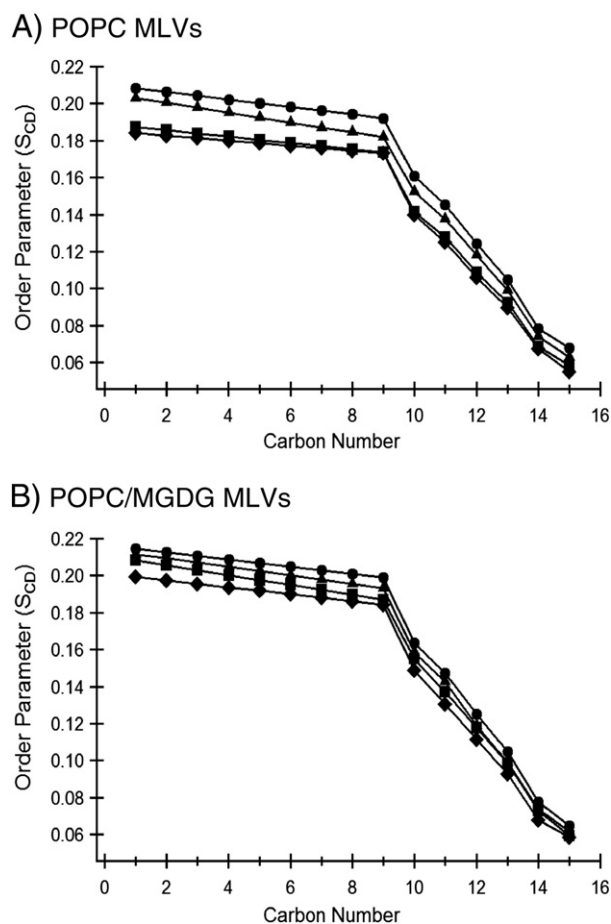 A) POPC MLVs
0.22
0.20
0.18
0.16
0.14
0.12
0.10
0.08
0.06
Order Parameter (SCD)
0 2 4 6 8 10 12 14 16
Carbon Number
B) POPC/MGDG MLVs
0.22
0.20
0.18
0.16
0.14
0.12
0.10
0.08
0.06
Order Parameter (SCD)
0 2 4 6 8 10 12 14 16
Carbon Number